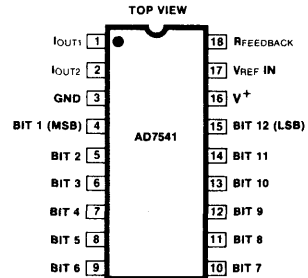 TOP VIEW
IOUT1 1 18 RFEEDBACK
IOUT2 2 17 VREF IN
GND 3 16 V+
BIT 1 (MSB) 4 15 BIT 12 (LSB)
AD7541
BIT 2 5 14 BIT 11
BIT 3 6 13 BIT 10
BIT 4 7 12 BIT 9
BIT 5 8 11 BIT 8
BIT 6 9 10 BIT 7